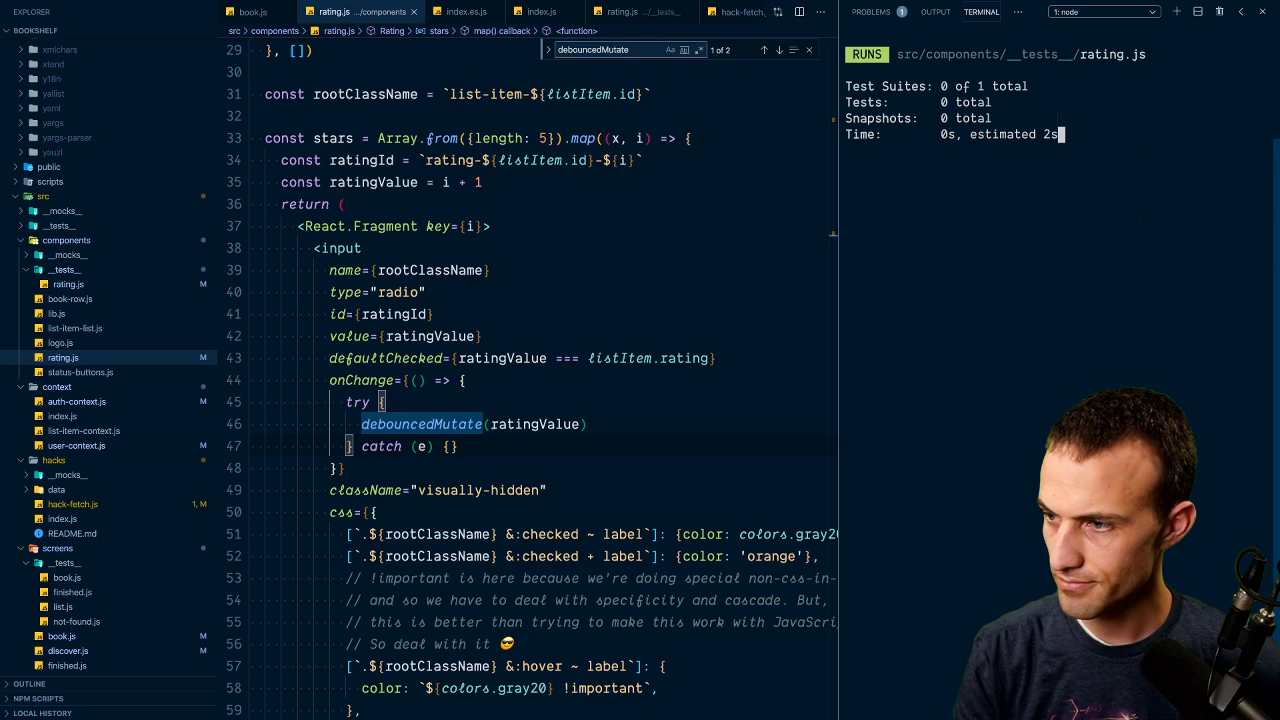 EXPLORER
BOOKSHELF
xmlchars
xtend
y18n
yallist
yaml
yargs
yargs-parser
yauzl
public
scripts
src
__mocks__
__tests__
components
__mocks__
__tests__
rating.js M
book-row.js
lib.js
list-item-list.js
logo.js
rating.js M
status-buttons.js
context
auth-context.js M
index.js
list-item-context.js
user-context.js M
hacks
__mocks__
data
hack-fetch.js 1, M
index.js
README.md
screens
__tests__
book.js
finished.js
list.js
not-found.js
book.js M
discover.js M
finished.js
OUTLINE
NPM SCRIPTS
LOCAL HISTORY
book.js
rating.js .../components
index.es.js
index.js
rating.js .../__tests__
hack-fetch.js
src > components > rating.js > Rating > stars > map() callback > <function>
debouncedMutate Aa ab .* 1 of 2
29 }, [])
30
31 const rootClassName = `list-item-${listItem.id}`
32
33 const stars = Array.from({length: 5}).map((x, i) => {
34 const ratingId = `rating-${listItem.id}-${i}`
35 const ratingValue = i + 1
36 return (
37 <React.Fragment key={i}>
38 <input
39 name={rootClassName}
40 type="radio"
41 id={ratingId}
42 value={ratingValue}
43 defaultChecked={ratingValue === listItem.rating}
44 onChange={() => {
45 try {
46 debouncedMutate(ratingValue)
47 } catch (e) {}
48 }}
49 className="visually-hidden"
50 css={{
51 [`.${rootClassName} &:checked ~ label`]: {color: colors.gray20
52 [`.${rootClassName} &:checked + label`]: {color: 'orange'},
53 // !important is here because we're doing special non-css-in-
54 // and so we have to deal with specificity and cascade. But,
55 // this is better than trying to make this work with JavaScri
56 // So deal with it 😎
57 [`.${rootClassName} &:hover ~ label`]: {
58 color: `${colors.gray20} !important`,
59 },
PROBLEMS 1 OUTPUT TERMINAL ··· 1: node
RUNS src/components/__tests__/rating.js
Test Suites: 0 of 1 total
Tests: 0 total
Snapshots: 0 total
Time: 0s, estimated 2s